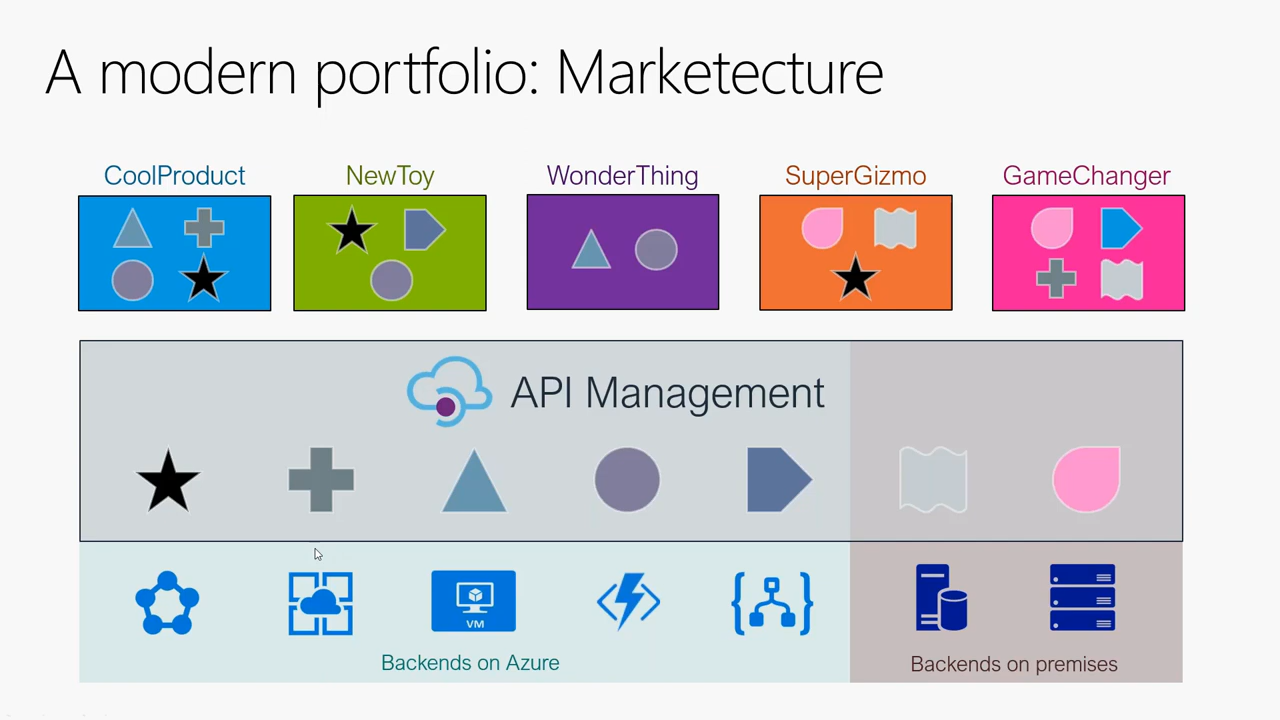 A modern portfolio: Marketecture
CoolProduct
NewToy
WonderThing
SuperGizmo
GameChanger
API Management
VM
Backends on Azure
Backends on premises